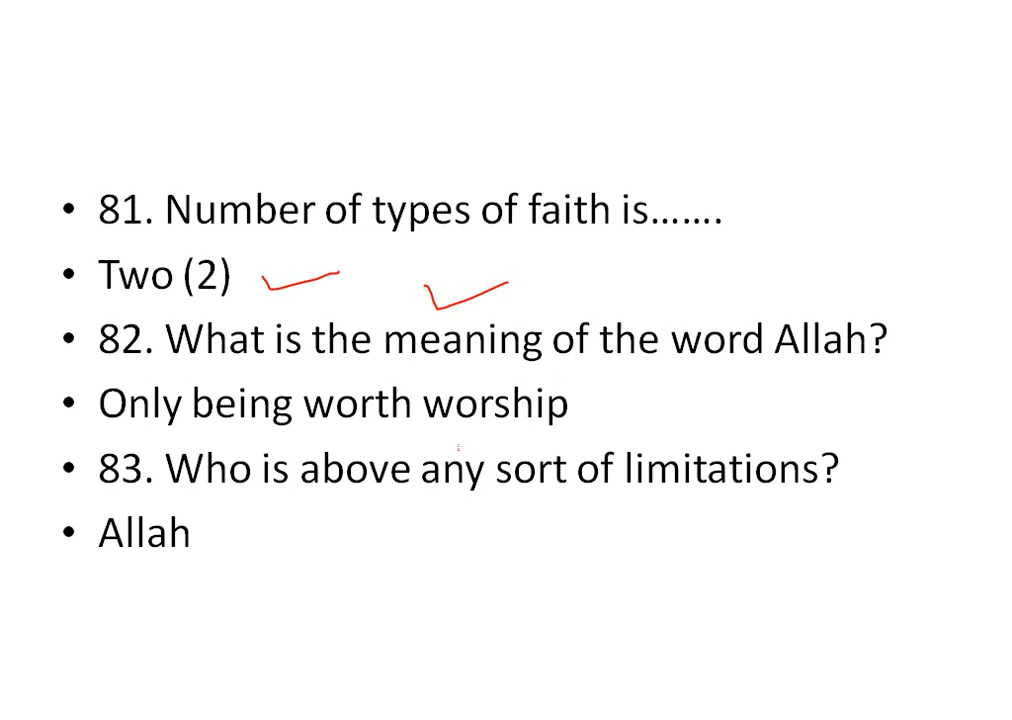 • 81. Number of types of faith is…….
• Two (2)
• 82. What is the meaning of the word Allah?
• Only being worth worship
• 83. Who is above any sort of limitations?
• Allah